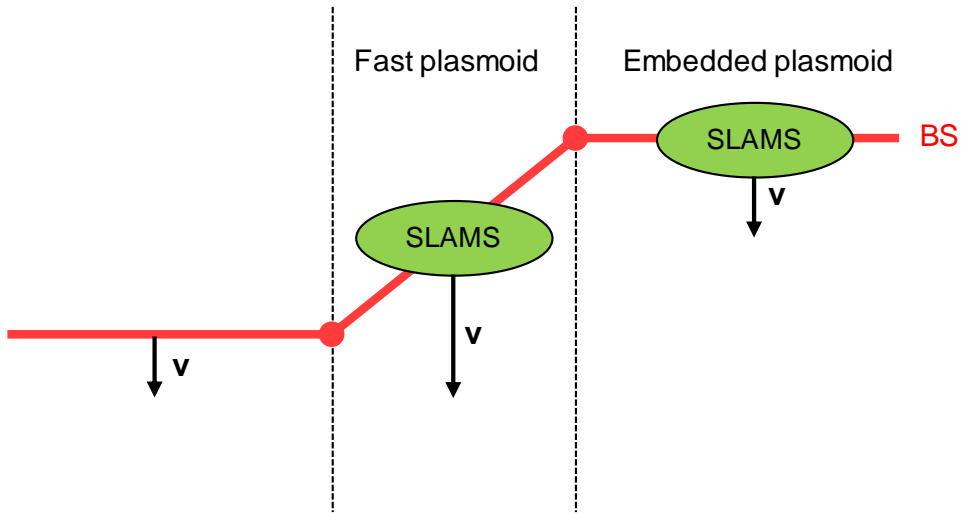 Fast plasmoid
Embedded plasmoid
SLAMS
BS
v
SLAMS
v
v